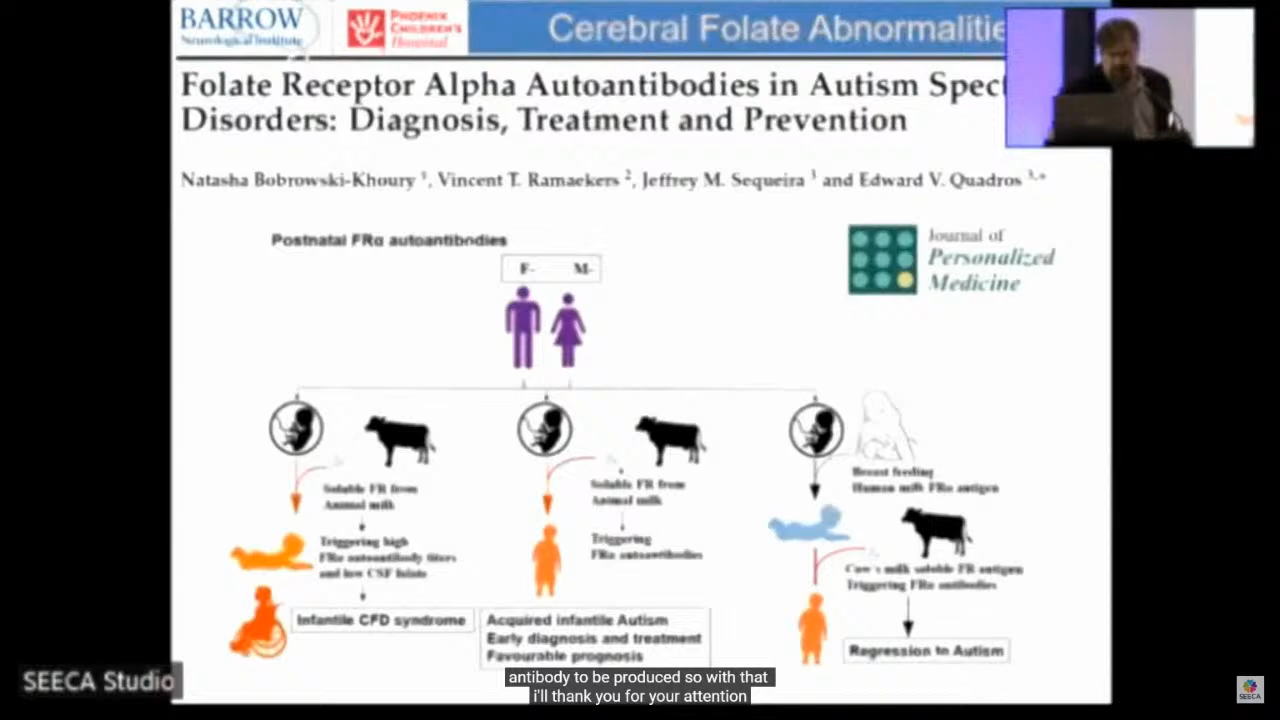 BARROW
Neurological Institute
PHOENIX
CHILDREN'S
Hospital
Cerebral Folate Abnormalitie
Folate Receptor Alpha Autoantibodies in Autism Spect
Disorders: Diagnosis, Treatment and Prevention
Natasha Bobrowski-Khoury 1, Vincent T. Ramaekers 2, Jeffrey M. Sequeira 3 and Edward V. Quadros 3,*
Postnatal FRα autoantibodies
F- M-
Journal of
Personalized
Medicine
Soluble FR from
Animal milk
Triggering high
FRα autoantibody titers
and low CSF folate
Infantile CFD syndrome
Soluble FR from
Animal milk
Triggering
FRα autoantibodies
Acquired infantile Autism
Early diagnosis and treatment
Favourable prognosis
Breast feeding
Human milk FRα antigen
Cow's milk soluble FR antigen
Triggering FRα antibodies
Regression to Autism
SEECA Studio
antibody to be produced so with that
i'll thank you for your attention
SEECA